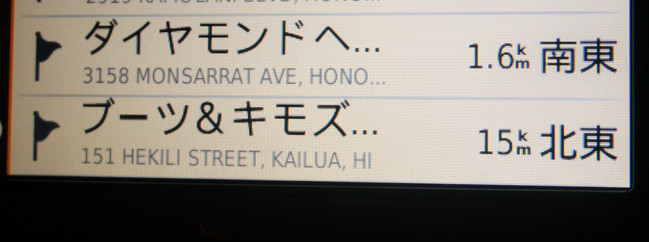 ダイヤモンド ヘ...
3158 MONSARRAT AVE, HONO...
1.6km 南東
ブーツ&キモズ...
151 HEKILI STREET, KAILUA, HI
15km 北東